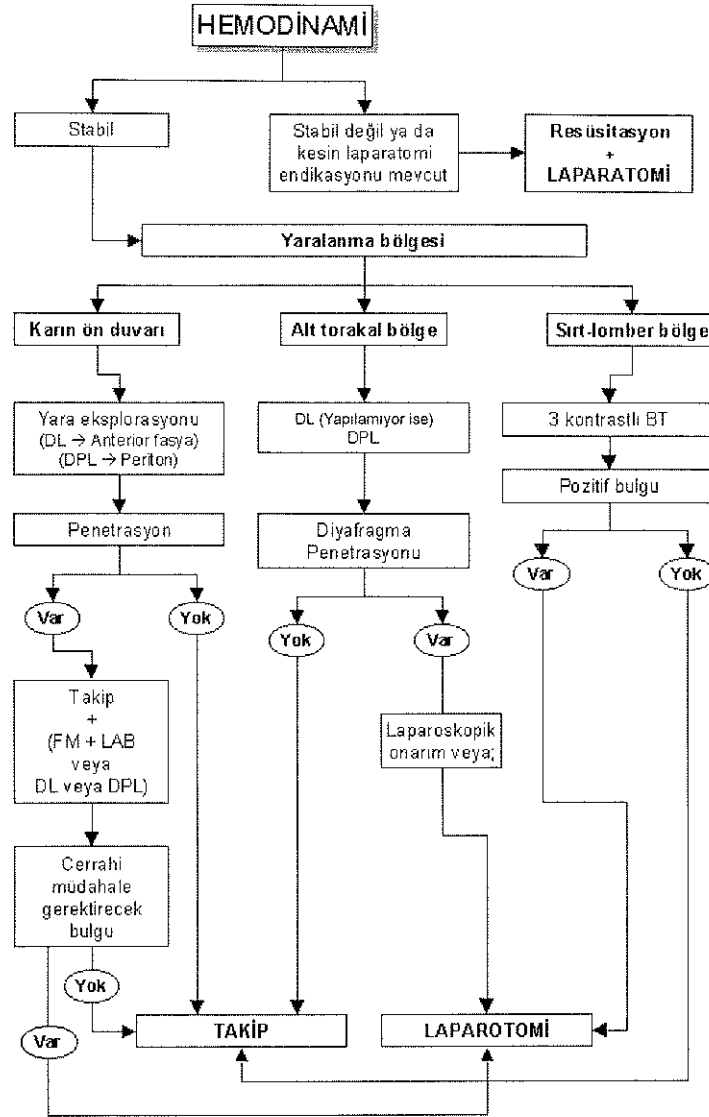 HEMODİNAMİ
Stabil
Stabil değil ya da
kesin laparatomi
endikasyonu mevcut
Resüsitasyon
+
LAPARATOMİ
Yaralanma bölgesi
Karın ön duvarı
Alt torakal bölge
Sırt-lomber bölge
Yara eksplorasyonu
(DL → Anterior fasya)
(DPL → Periton)
DL (Yapılamıyor ise)
DPL
3 kontrastlı BT
Pozitif bulgu
Penetrasyon
Diyafragma
Penetrasyonu
Var
Yok
Var
Yok
Yok
Var
Takip
+
(FM + LAB
veya
DL veya DPL)
Laparoskopik
onarım veya;
Cerrahi
müdahale
gerektirecek
bulgu
Yok
Var
TAKİP
LAPAROTOMİ